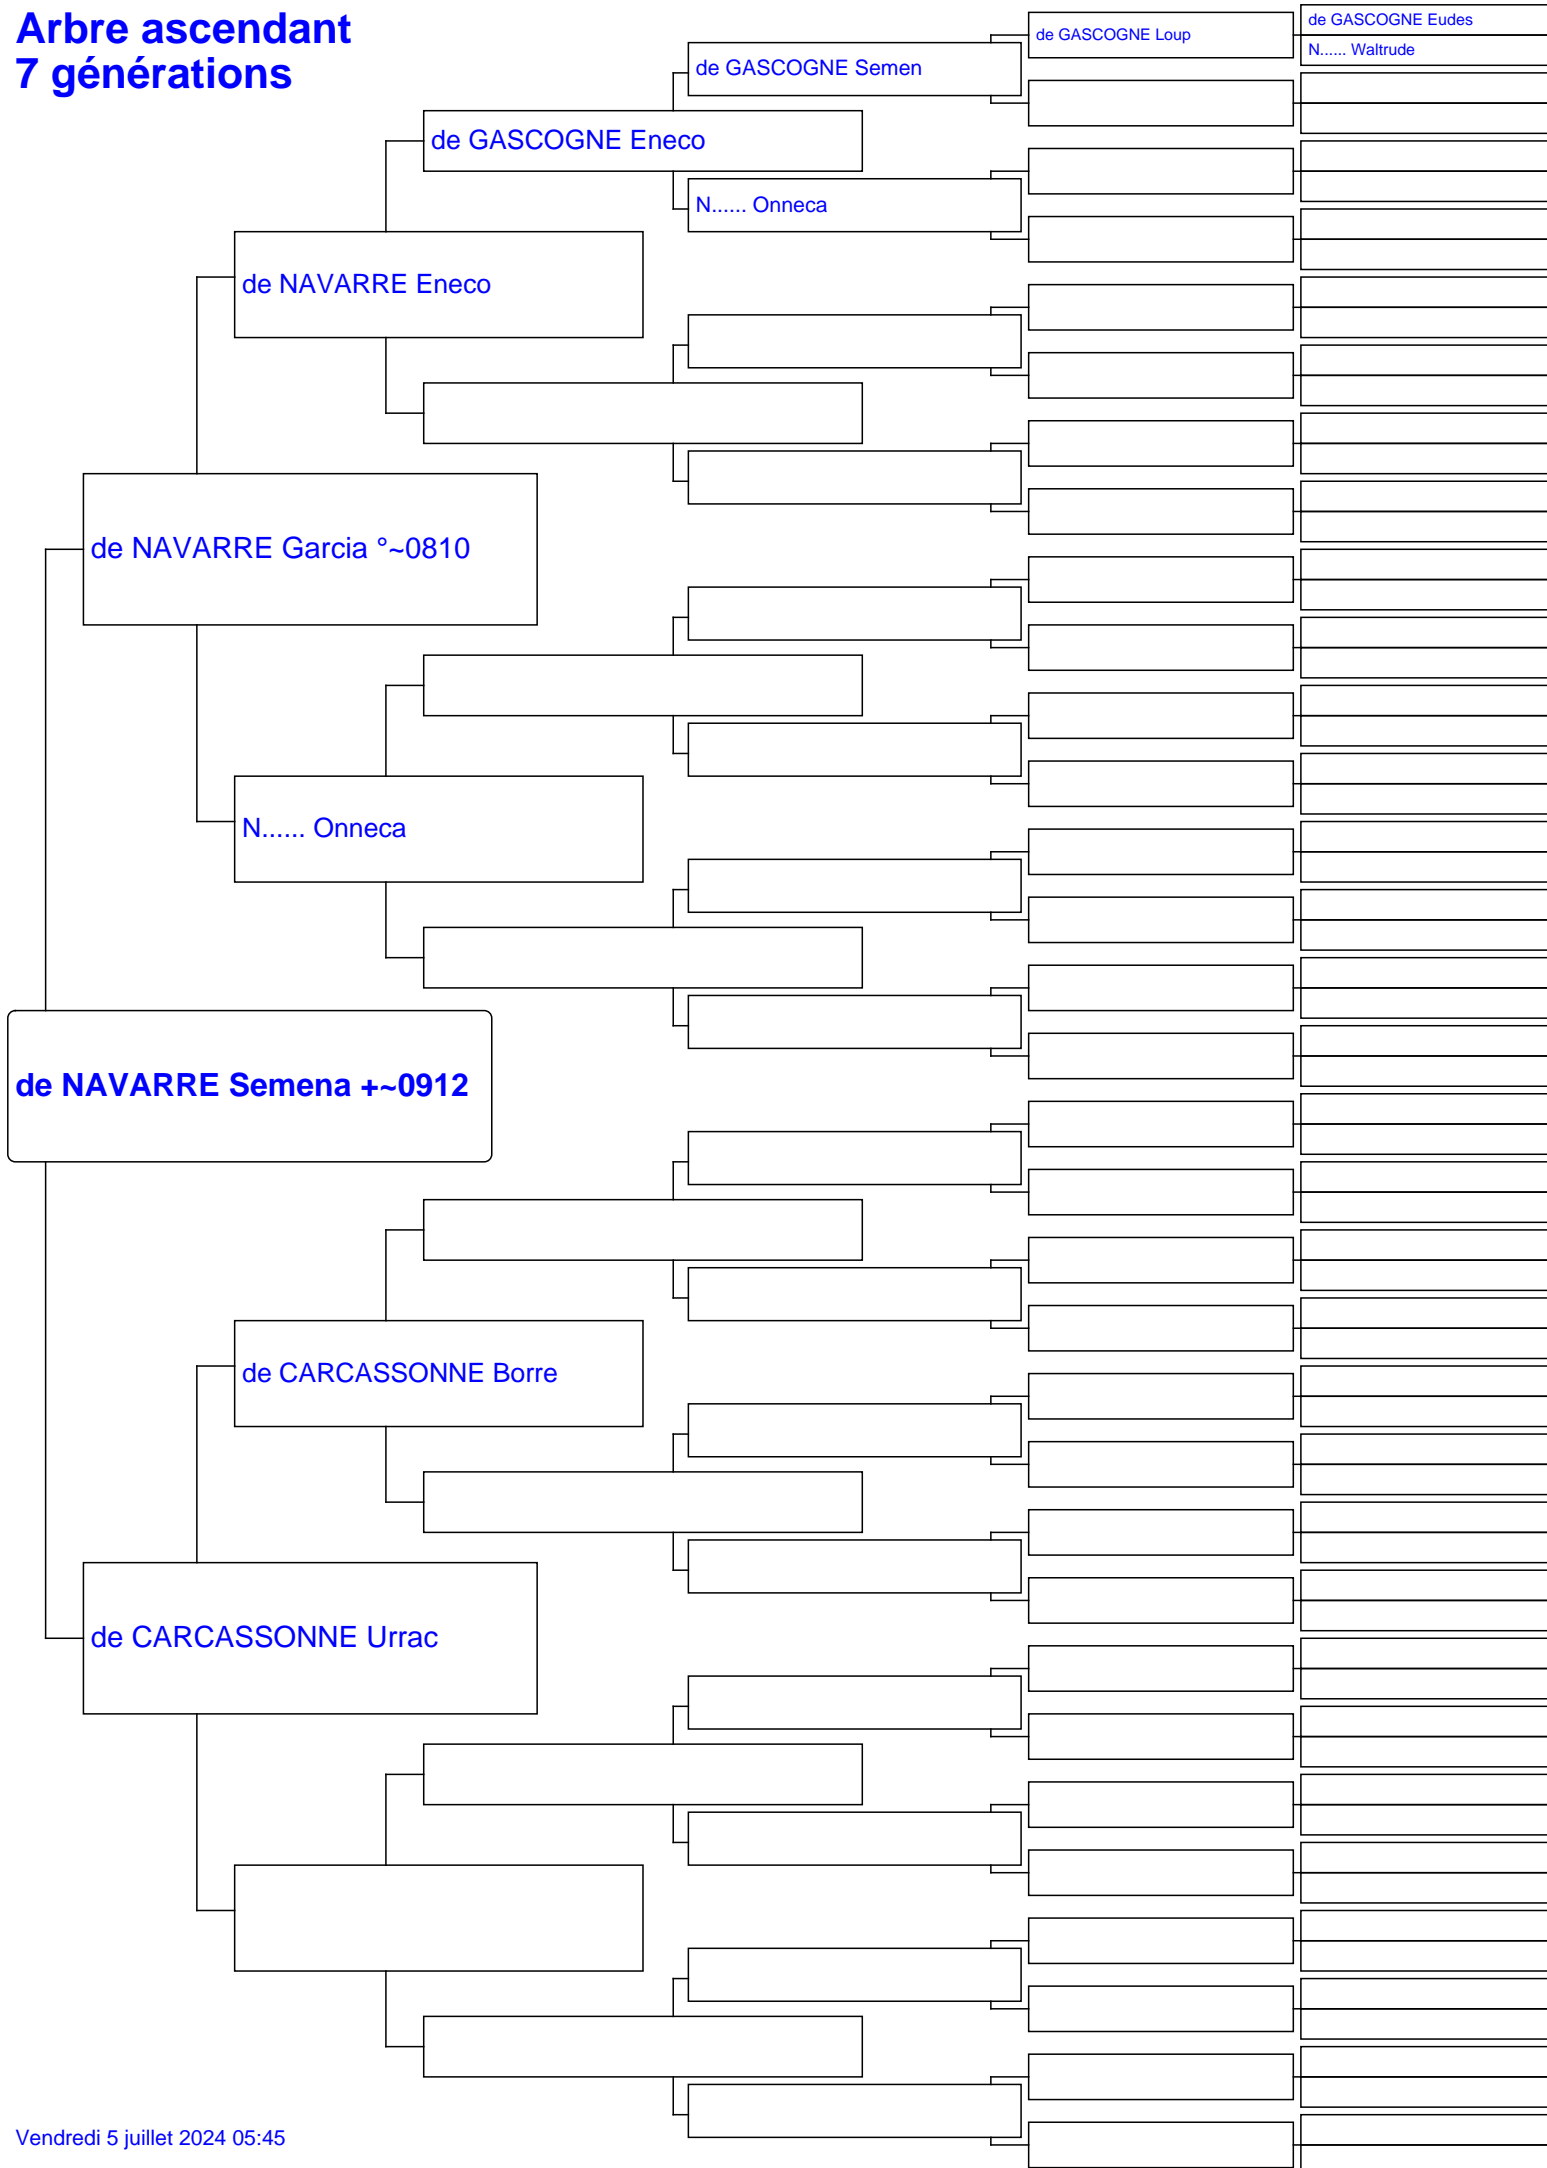 Arbre ascendant
7 générations
de GASCOGNE Eudes
de GASCOGNE Loup
N...... Waltrude
de GASCOGNE Semen
de GASCOGNE Eneco
N...... Onneca
de NAVARRE Eneco
de NAVARRE Garcia °~0810
N...... Onneca
de NAVARRE Semena +~0912
de CARCASSONNE Borre
de CARCASSONNE Urrac
Vendredi 5 juillet 2024 05:45